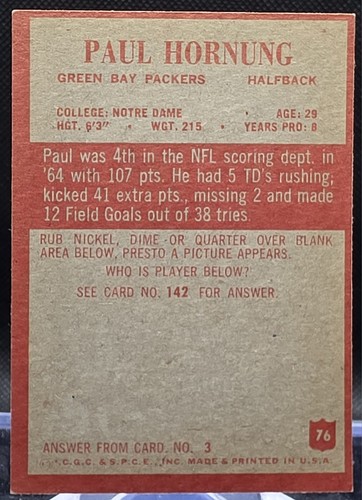 PAUL HORNUNG
GREEN BAY PACKERS HALFBACK
COLLEGE: NOTRE DAME • AGE: 29
HGT. 6'3" • WGT. 215 • YEARS PRO: 8
Paul was 4th in the NFL scoring dept. in
'64 with 107 pts. He had 5 TD's rushing,
kicked 41 extra pts., missing 2 and made
12 Field Goals out of 38 tries.
RUB NICKEL, DIME OR QUARTER OVER BLANK
AREA BELOW, PRESTO A PICTURE APPEARS.
WHO IS PLAYER BELOW?
SEE CARD NO. 142 FOR ANSWER.
76
ANSWER FROM CARD. NO. 3
P.C.G.C. & S.P.C.E., INC. MADE & PRINTED IN U.S.A.